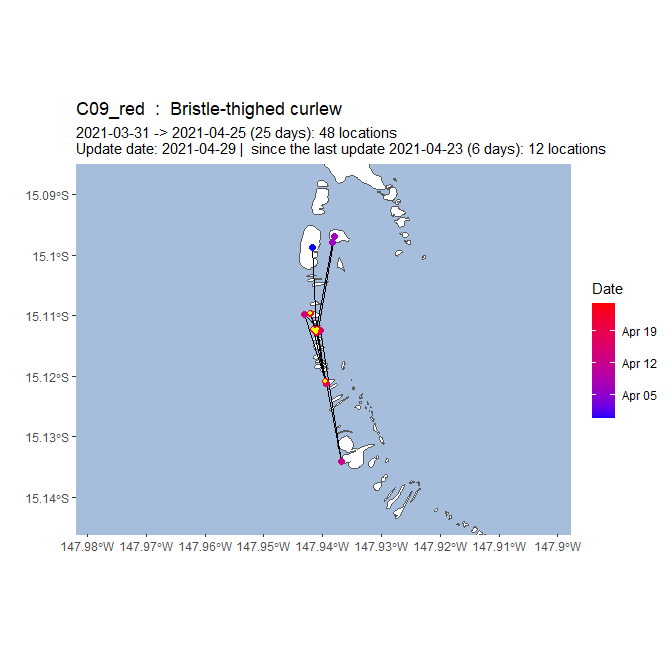 C09_red  :  Bristle-thighed curlew
2021-03-31 -> 2021-04-25 (25 days): 48 locations
Update date: 2021-04-29 |  since the last update 2021-04-23 (6 days): 12 locations
15.09°S
15.1°S
15.11°S
15.12°S
15.13°S
15.14°S
147.98°W 147.97°W 147.96°W 147.95°W 147.94°W 147.93°W 147.92°W 147.91°W 147.9°W
Date
Apr 19
Apr 12
Apr 05